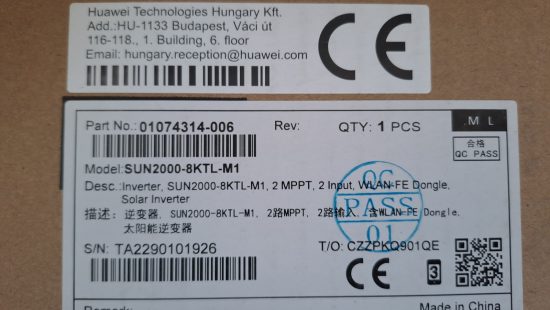 Huawei Technologies Hungary Kft.
Add.:HU-1133 Budapest, Váci út
116-118., 1. Building, 6. floor
Email: hungary.reception@huawei.com
CE
Part No.: 01074314-006 Rev: QTY: 1 PCS
.M L
合格
QC PASS
Model: SUN2000-8KTL-M1
Desc.: Inverter, SUN2000-8KTL-M1, 2 MPPT, 2 Input, WLAN-FE Dongle,
Solar Inverter
描述: 逆变器, SUN2000-8KTL-M1, 2路MPPT, 2路输入, 含WLAN-FE Dongle,
太阳能逆变器
QC
PASS
01
S/N: TA2290101926 T/O: CZZPKQ901QE
CE
3
Remark: Made in China